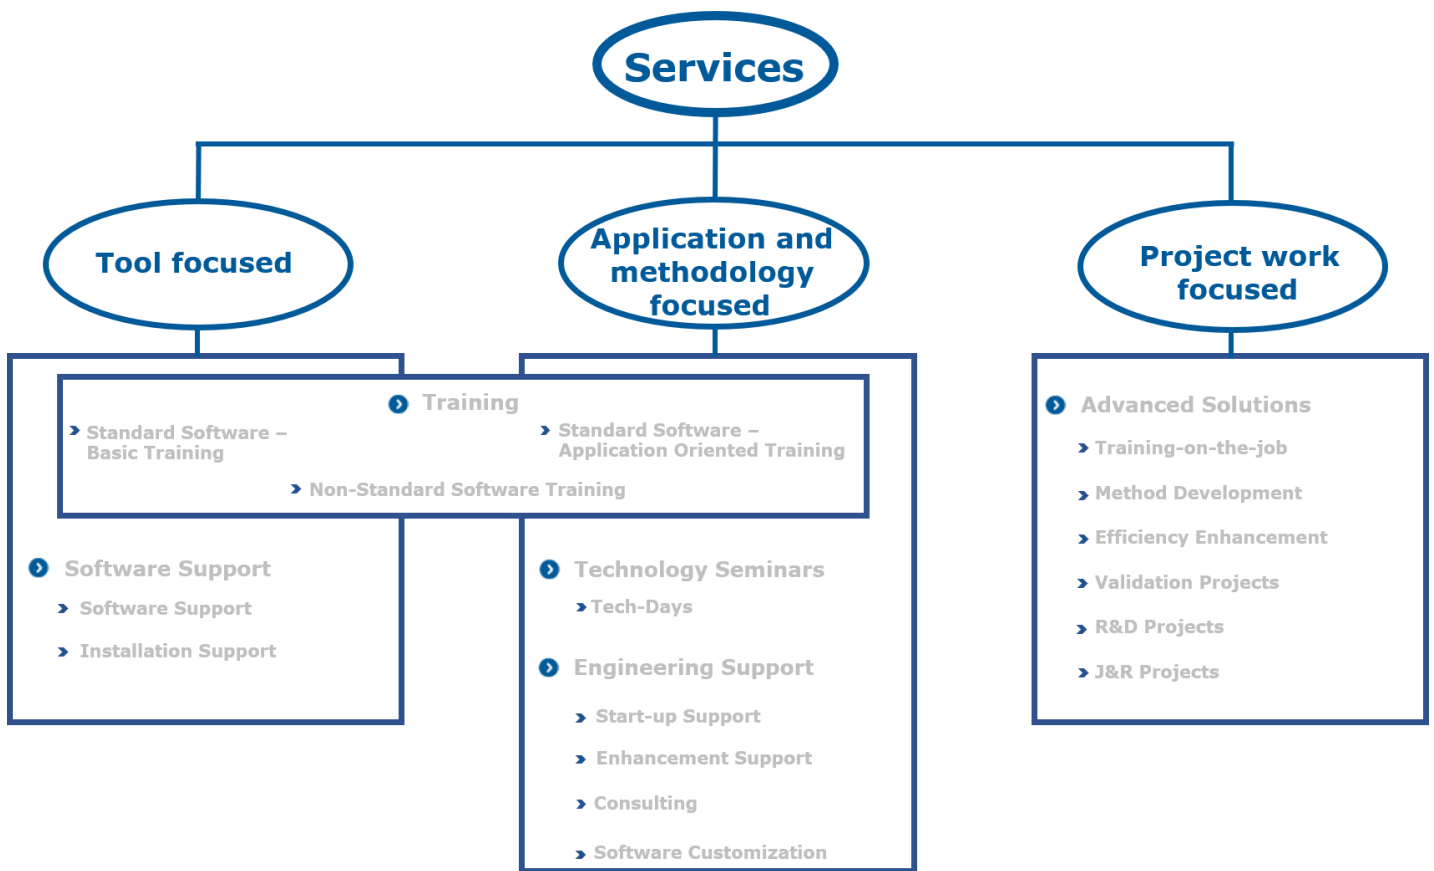 Services
Tool focused
Application and
methodology
focused
Project work
focused
Training
Standard Software –
Basic Training
Standard Software –
Application Oriented Training
Non-Standard Software Training
Software Support
Software Support
Installation Support
Technology Seminars
Tech-Days
Engineering Support
Start-up Support
Enhancement Support
Consulting
Software Customization
Advanced Solutions
Training-on-the-job
Method Development
Efficiency Enhancement
Validation Projects
R&D Projects
J&R Projects